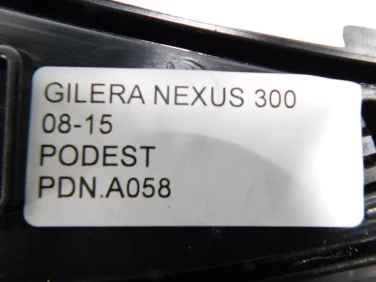 GILERA NEXUS 300
08-15
PODEST
PDN.A058